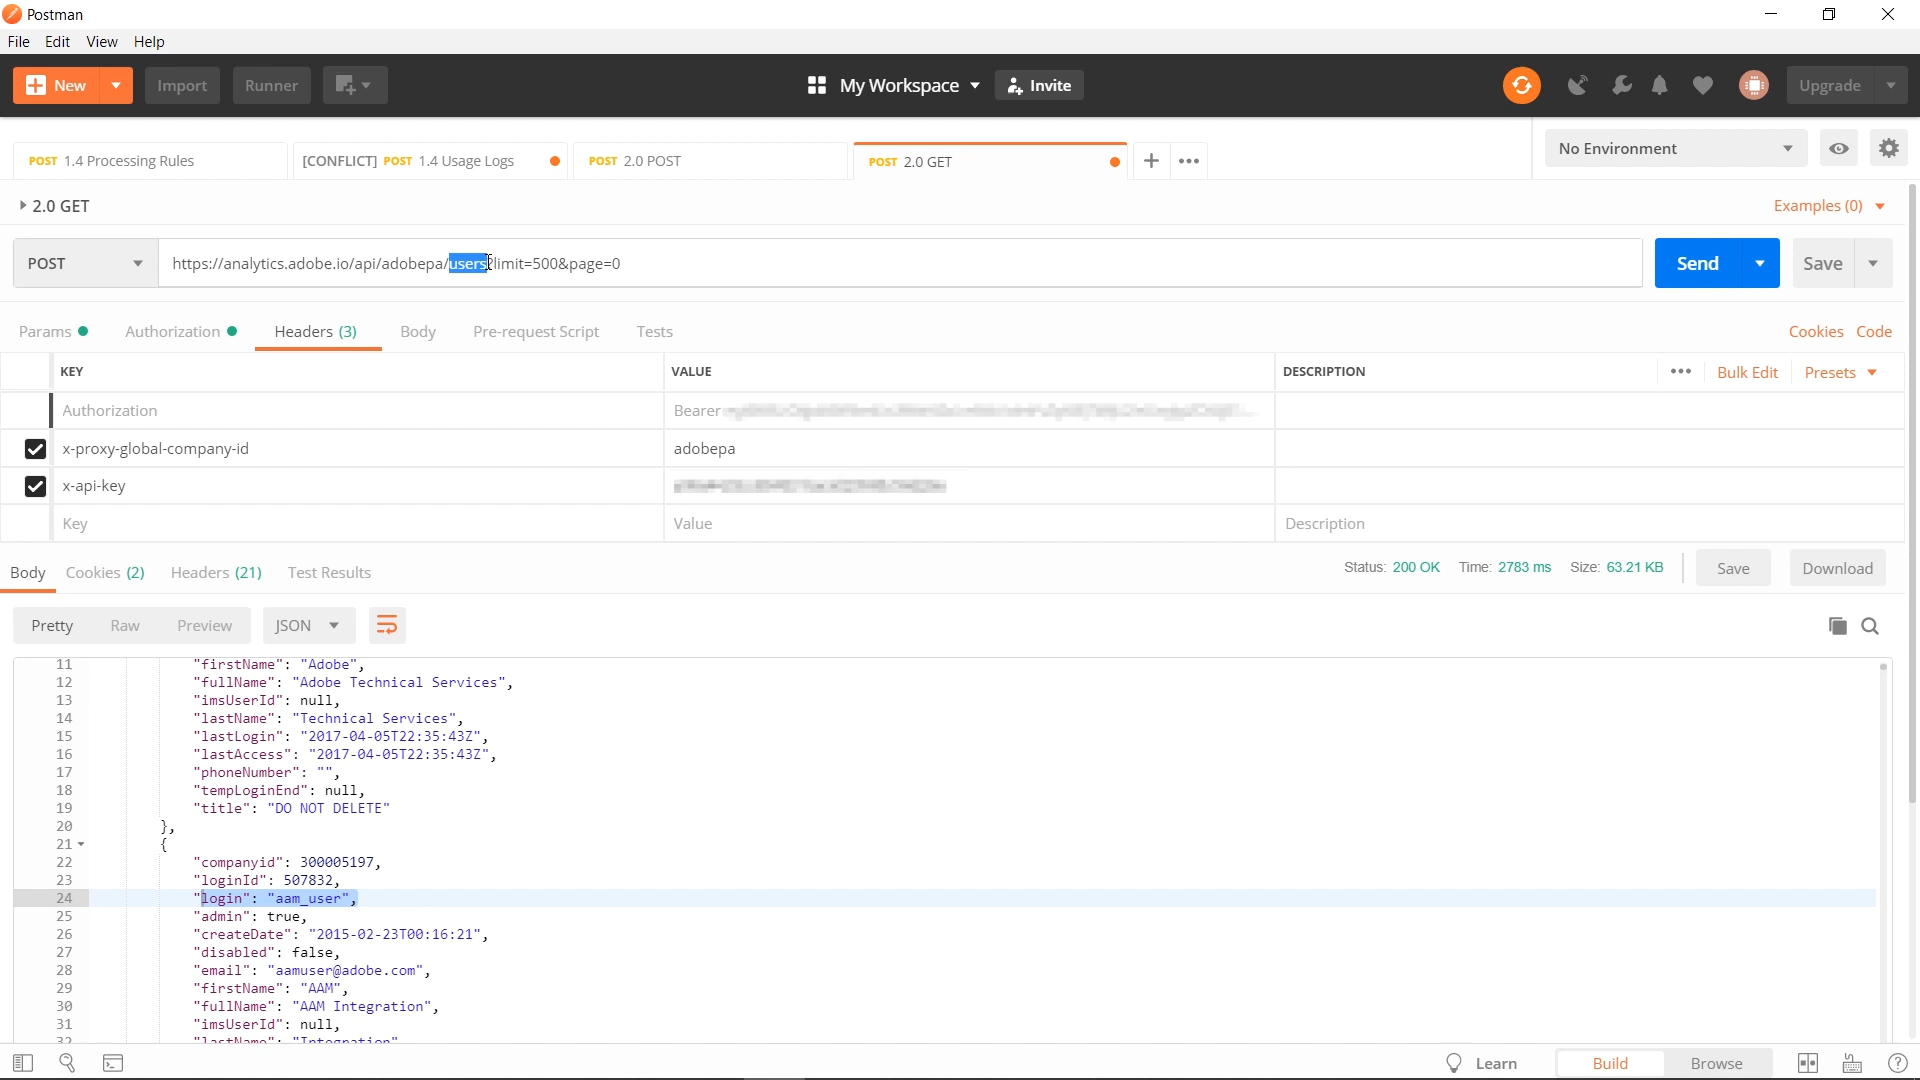 Postman
File Edit View Help
New Import Runner My Workspace Invite Upgrade
POST 1.4 Processing Rules [CONFLICT] POST 1.4 Usage Logs POST 2.0 POST POST 2.0 GET No Environment
2.0 GET Examples (0)
POST https://analytics.adobe.io/api/adobepa/users?limit=500&page=0 Send Save
Params Authorization Headers (3) Body Pre-request Script Tests Cookies Code
KEY VALUE DESCRIPTION Bulk Edit Presets
Authorization Bearer
x-proxy-global-company-id adobepa
x-api-key
Key Value Description
Body Cookies (2) Headers (21) Test Results Status: 200 OK Time: 2783 ms Size: 63.21 KB Save Download
Pretty Raw Preview JSON
11 "firstName": "Adobe",
12 "fullName": "Adobe Technical Services",
13 "imsUserId": null,
14 "lastName": "Technical Services",
15 "lastLogin": "2017-04-05T22:35:43Z",
16 "lastAccess": "2017-04-05T22:35:43Z",
17 "phoneNumber": "",
18 "tempLoginEnd": null,
19 "title": "DO NOT DELETE"
20 },
21 {
22 "companyid": 300005197,
23 "loginId": 507832,
24 "login": "aam_user",
25 "admin": true,
26 "createDate": "2015-02-23T00:16:21",
27 "disabled": false,
28 "email": "aamuser@adobe.com",
29 "firstName": "AAM",
30 "fullName": "AAM Integration",
31 "imsUserId": null,
32 "lastName": "Integration"
Learn Build Browse